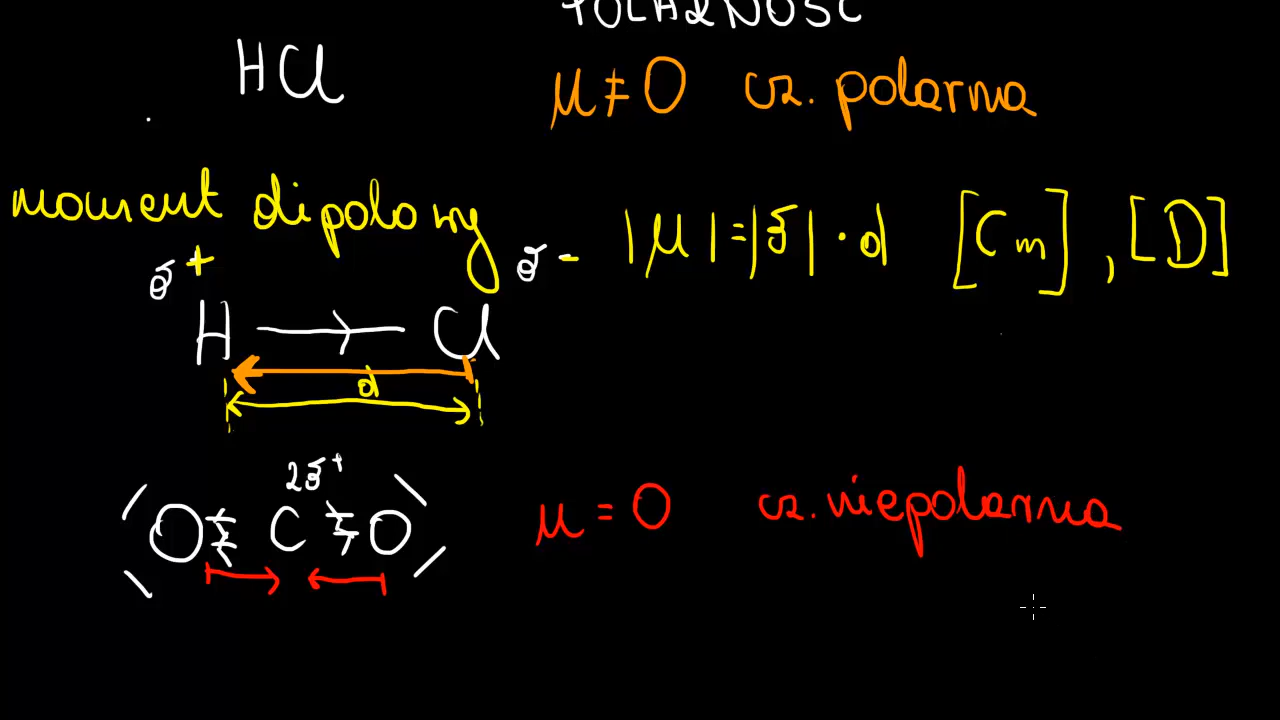 POLARNOŚĆ
HCl
μ ≠ 0 cz. polarna
moment dipolowy
|μ| = |δ| · d [Cm], [D]
δ+ δ-
H → Cl
d
2δ+
O C O
μ = 0 cz. niepolarna